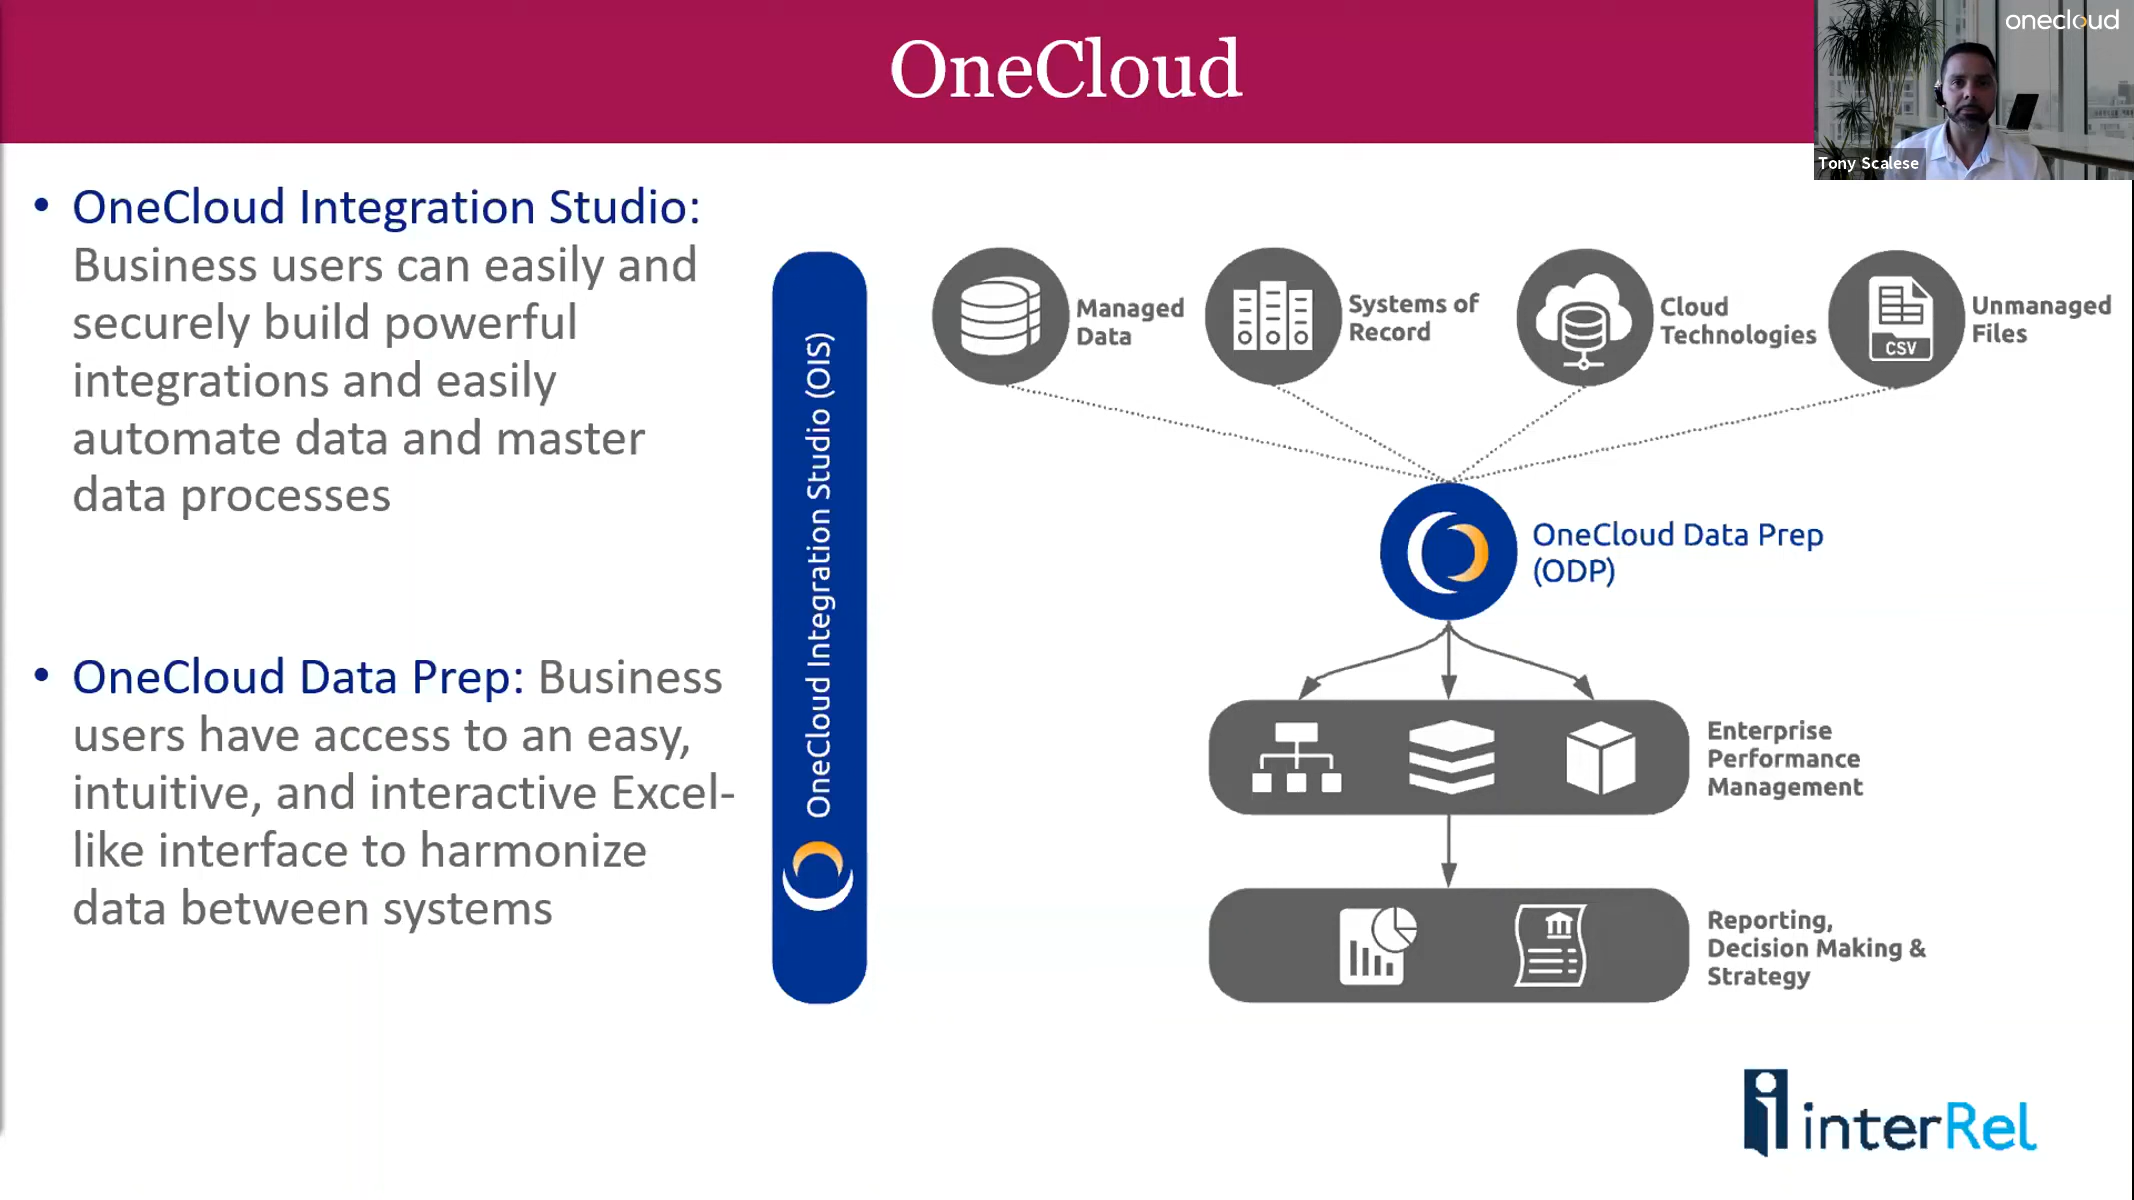 OneCloud
onecloud
Tony Scalese
• OneCloud Integration Studio:
Business users can easily and
securely build powerful
integrations and easily
automate data and master
data processes
• OneCloud Data Prep: Business
users have access to an easy,
intuitive, and interactive Excel-
like interface to harmonize
data between systems
OneCloud Integration Studio (OIS)
Managed
Data
Systems of
Record
Cloud
Technologies
CSV
Unmanaged
Files
OneCloud Data Prep
(ODP)
Enterprise
Performance
Management
Reporting,
Decision Making &
Strategy
interRel